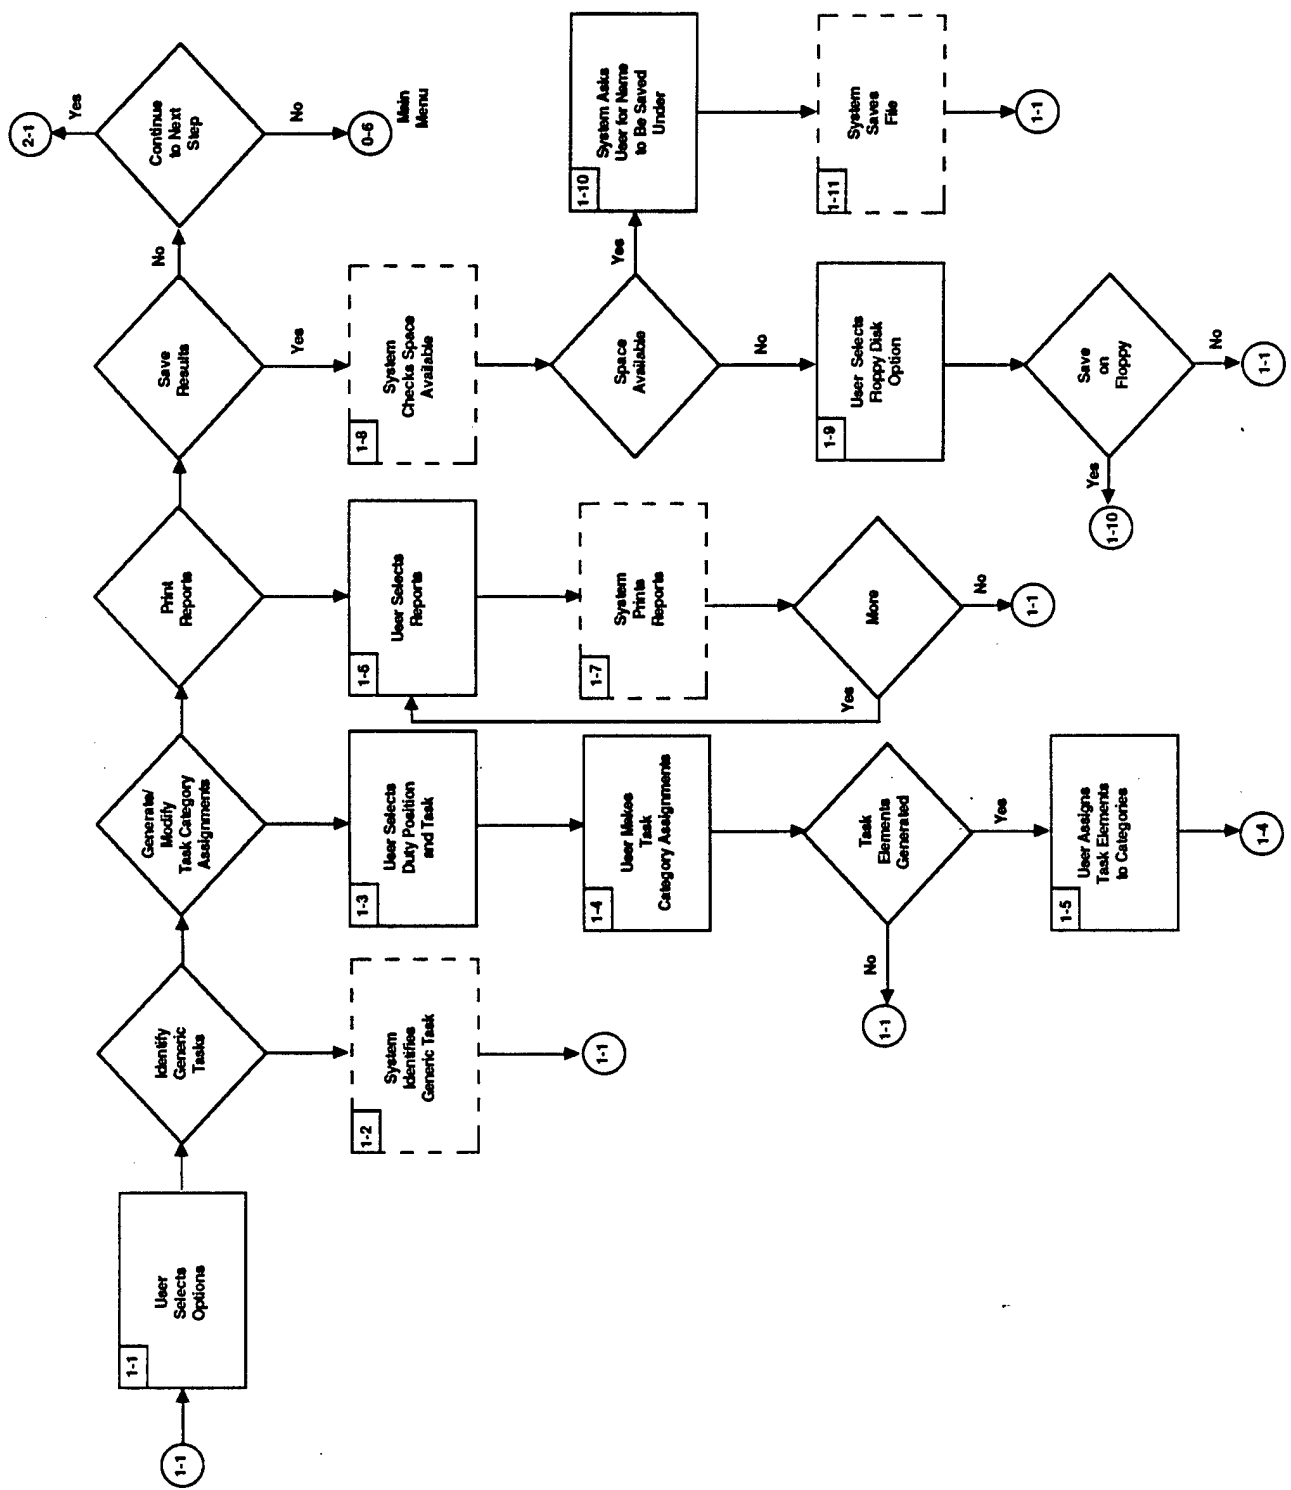 1-1
1-1
User
Selects
Options
Identify
Generic
Tasks
Generate/
Modify
Task Category
Assignments
Print
Reports
Save
Results
No
Continue
to Next
Step
Yes
2-1
No
0-6
Main
Menu
Yes
1-2
System
Identifies
Generic Task
1-1
1-3
User Selects
Duty Position
and Task
1-4
User Makes
Task
Category Assignments
Task
Elements
Generated
No
1-1
Yes
1-5
User Assigns
Task Elements
to Categories
1-4
1-6
User Selects
Reports
1-7
System
Prints
Reports
More
Yes
No
1-1
1-8
System
Checks Space
Available
Space
Available
Yes
No
1-10
System Asks
User for Name
to Be Saved
Under
1-11
System
Saves
File
1-1
1-9
User Selects
Floppy Disk
Option
Save
on
Floppy
Yes
1-10
No
1-1